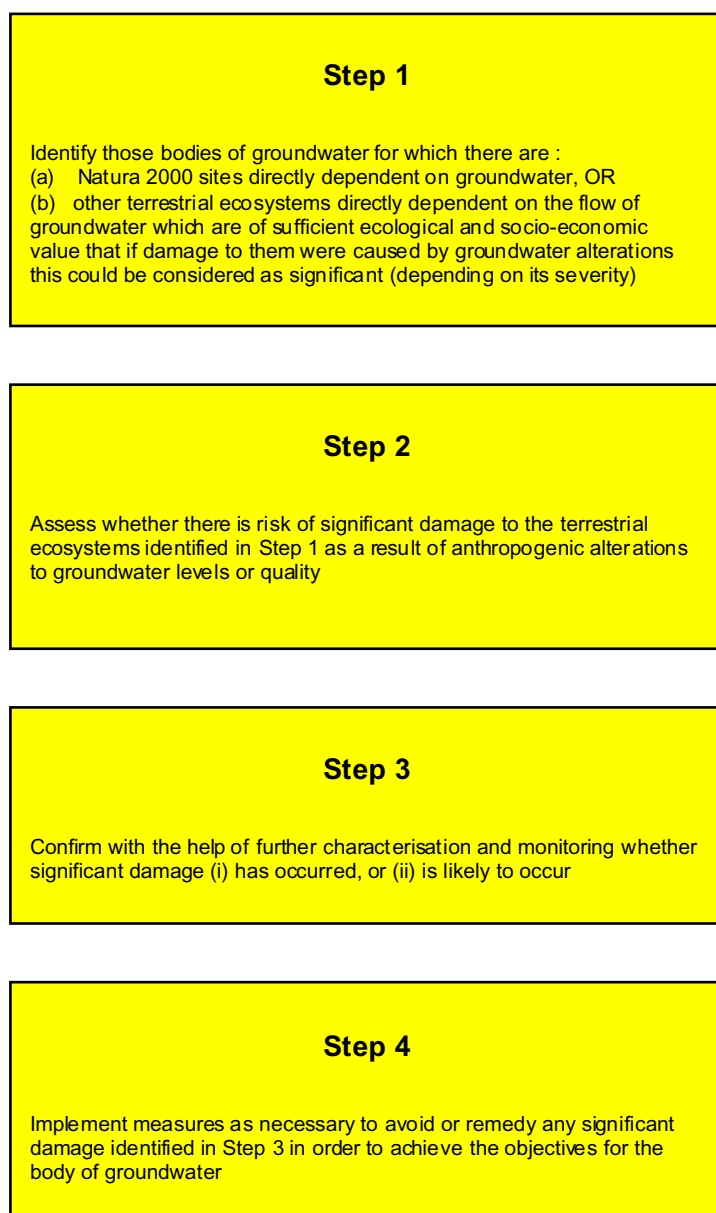 Step 1
Identify those bodies of groundwater for which there are :
(a) Natura 2000 sites directly dependent on groundwater, OR
(b) other terrestrial ecosystems directly dependent on the flow of
groundwater which are of sufficient ecological and socio-economic
value that if damage to them were caused by groundwater alterations
this could be considered as significant (depending on its severity)
Step 2
Assess whether there is risk of significant damage to the terrestrial
ecosystems identified in Step 1 as a result of anthropogenic alterations
to groundwater levels or quality
Step 3
Confirm with the help of further characterisation and monitoring whether
significant damage (i) has occurred, or (ii) is likely to occur
Step 4
Implement measures as necessary to avoid or remedy any significant
damage identified in Step 3 in order to achieve the objectives for the
body of groundwater